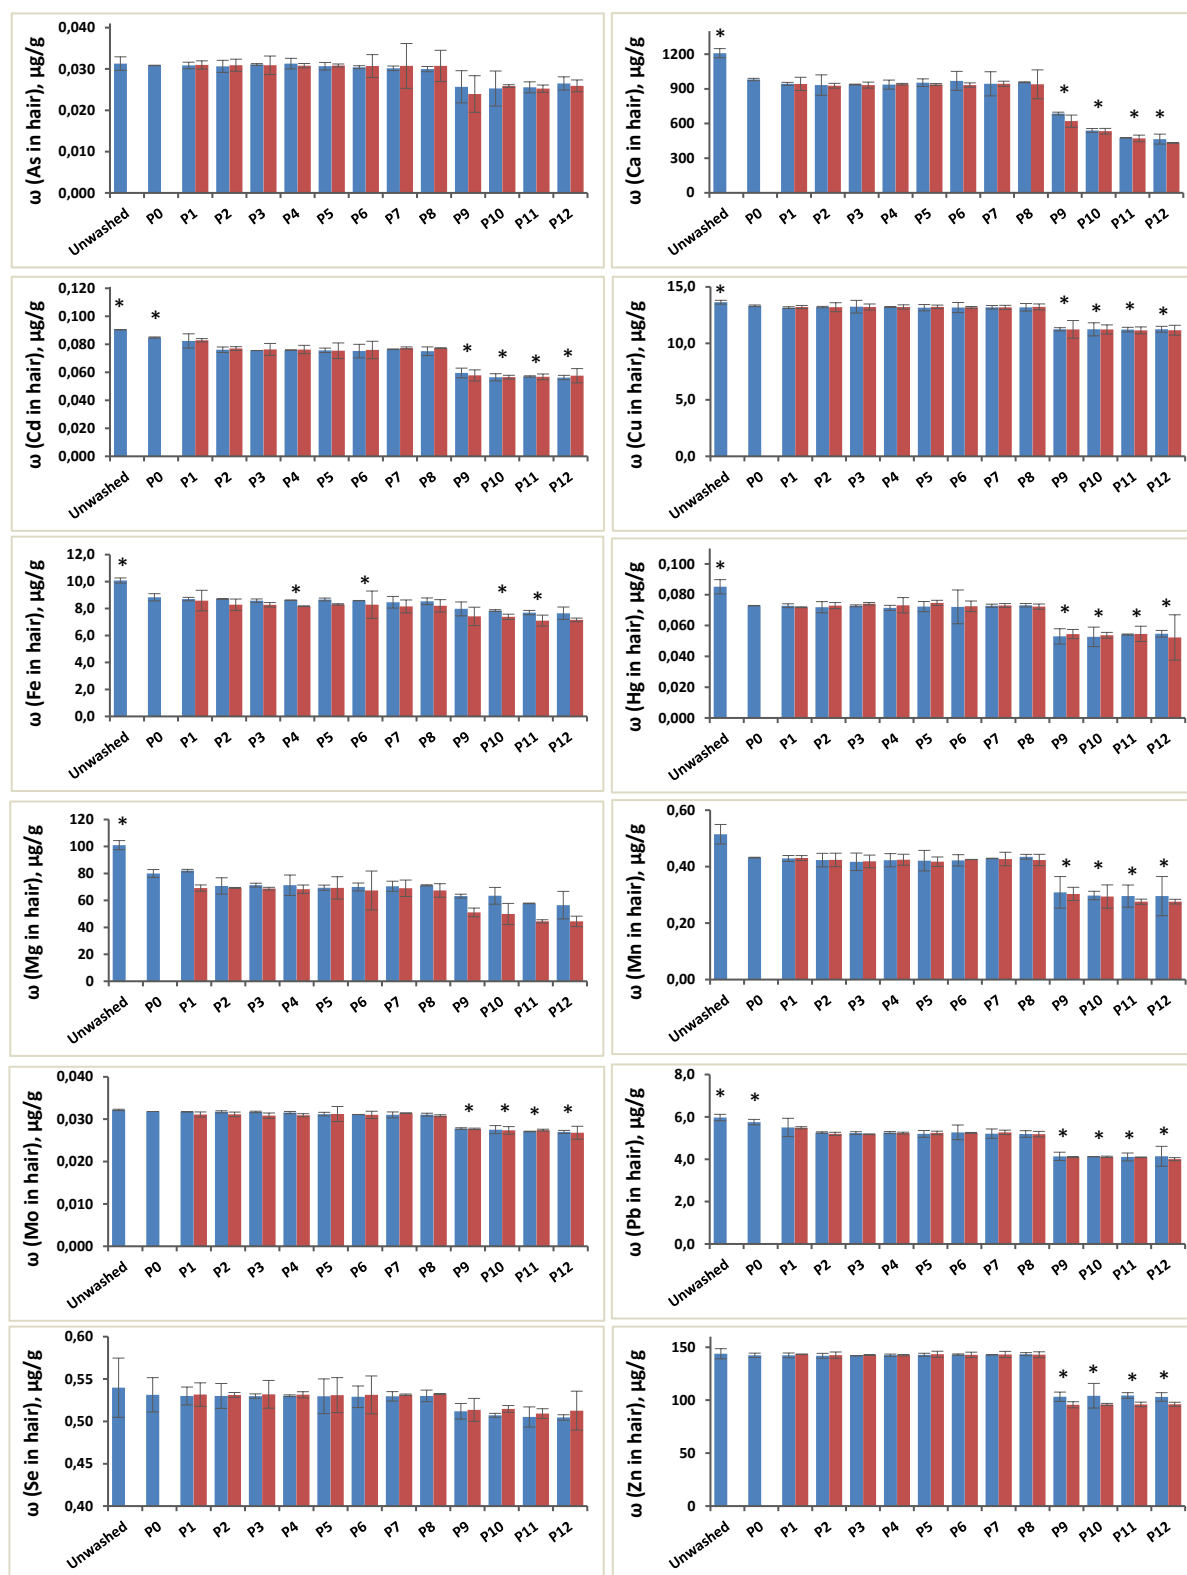 ω (As in hair), µg/g
0,040
0,030
0,020
0,010
0,000
Unwashed P0 P1 P2 P3 P4 P5 P6 P7 P8 P9 P10 P11 P12
ω (Ca in hair), µg/g
1200
900
600
300
0
* * * * *
Unwashed P0 P1 P2 P3 P4 P5 P6 P7 P8 P9 P10 P11 P12
ω (Cd in hair), µg/g
0,120
0,100
0,080
0,060
0,040
0,020
0,000
* * * * * *
Unwashed P0 P1 P2 P3 P4 P5 P6 P7 P8 P9 P10 P11 P12
ω (Cu in hair), µg/g
15,0
10,0
5,0
0,0
* * * * *
Unwashed P0 P1 P2 P3 P4 P5 P6 P7 P8 P9 P10 P11 P12
ω (Fe in hair), µg/g
12,0
10,0
8,0
6,0
4,0
2,0
0,0
* * * * *
Unwashed P0 P1 P2 P3 P4 P5 P6 P7 P8 P9 P10 P11 P12
ω (Hg in hair), µg/g
0,100
0,080
0,060
0,040
0,020
0,000
* * * * *
Unwashed P0 P1 P2 P3 P4 P5 P6 P7 P8 P9 P10 P11 P12
ω (Mg in hair), µg/g
120
100
80
60
40
20
0
*
Unwashed P0 P1 P2 P3 P4 P5 P6 P7 P8 P9 P10 P11 P12
ω (Mn in hair), µg/g
0,60
0,40
0,20
0,00
* * * *
Unwashed P0 P1 P2 P3 P4 P5 P6 P7 P8 P9 P10 P11 P12
ω (Mo in hair), µg/g
0,040
0,030
0,020
0,010
0,000
* * * *
Unwashed P0 P1 P2 P3 P4 P5 P6 P7 P8 P9 P10 P11 P12
ω (Pb in hair), µg/g
8,0
6,0
4,0
2,0
0,0
* * * * * *
Unwashed P0 P1 P2 P3 P4 P5 P6 P7 P8 P9 P10 P11 P12
ω (Se in hair), µg/g
0,60
0,55
0,50
0,45
0,40
Unwashed P0 P1 P2 P3 P4 P5 P6 P7 P8 P9 P10 P11 P12
ω (Zn in hair), µg/g
150
100
50
0
* * * *
Unwashed P0 P1 P2 P3 P4 P5 P6 P7 P8 P9 P10 P11 P12